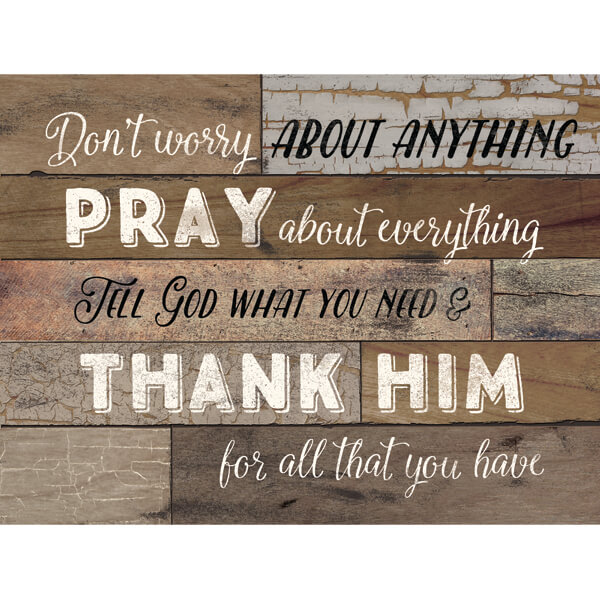 Don't worry ABOUT ANYTHING
PRAY about everything
TELL GOD WHAT YOU NEED &
THANK HIM
for all that you have